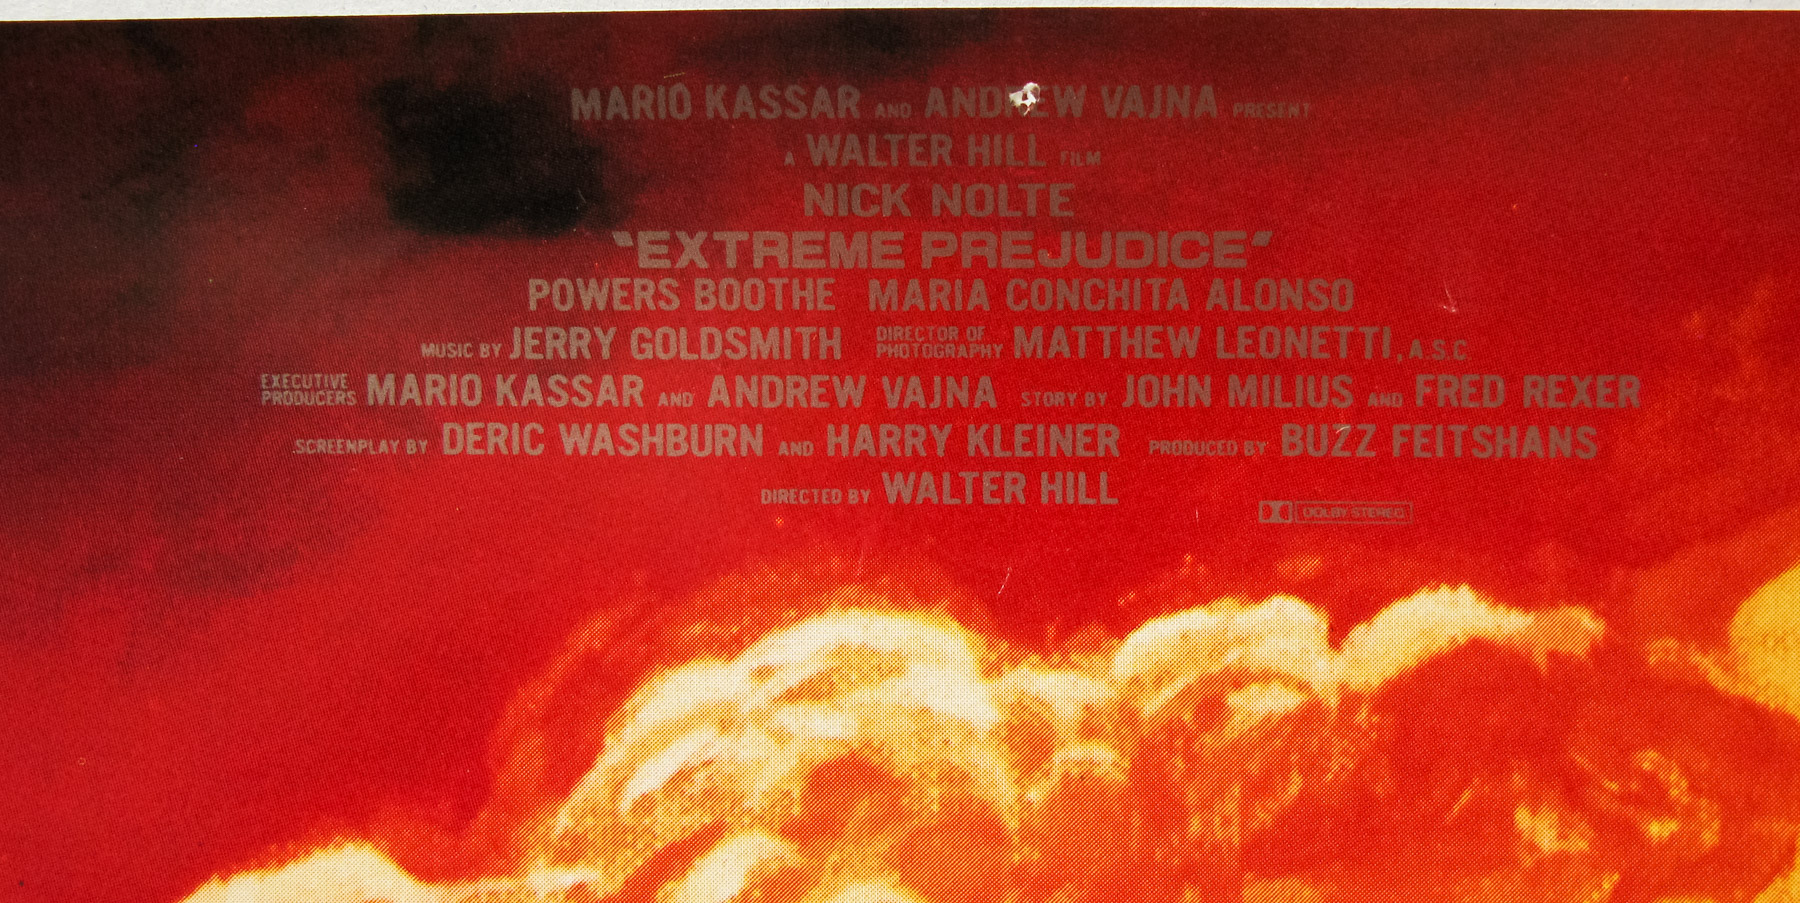 MARIO KASSAR AND ANDREW VAJNA PRESENT
A WALTER HILL FILM
NICK NOLTE
"EXTREME PREJUDICE"
POWERS BOOTHE MARIA CONCHITA ALONSO
MUSIC BY JERRY GOLDSMITH DIRECTOR OF PHOTOGRAPHY MATTHEW LEONETTI, A.S.C.
EXECUTIVE PRODUCERS MARIO KASSAR AND ANDREW VAJNA STORY BY JOHN MILIUS AND FRED REXER
SCREENPLAY BY DERIC WASHBURN AND HARRY KLEINER PRODUCED BY BUZZ FEITSHANS
DIRECTED BY WALTER HILL
DOLBY STEREO